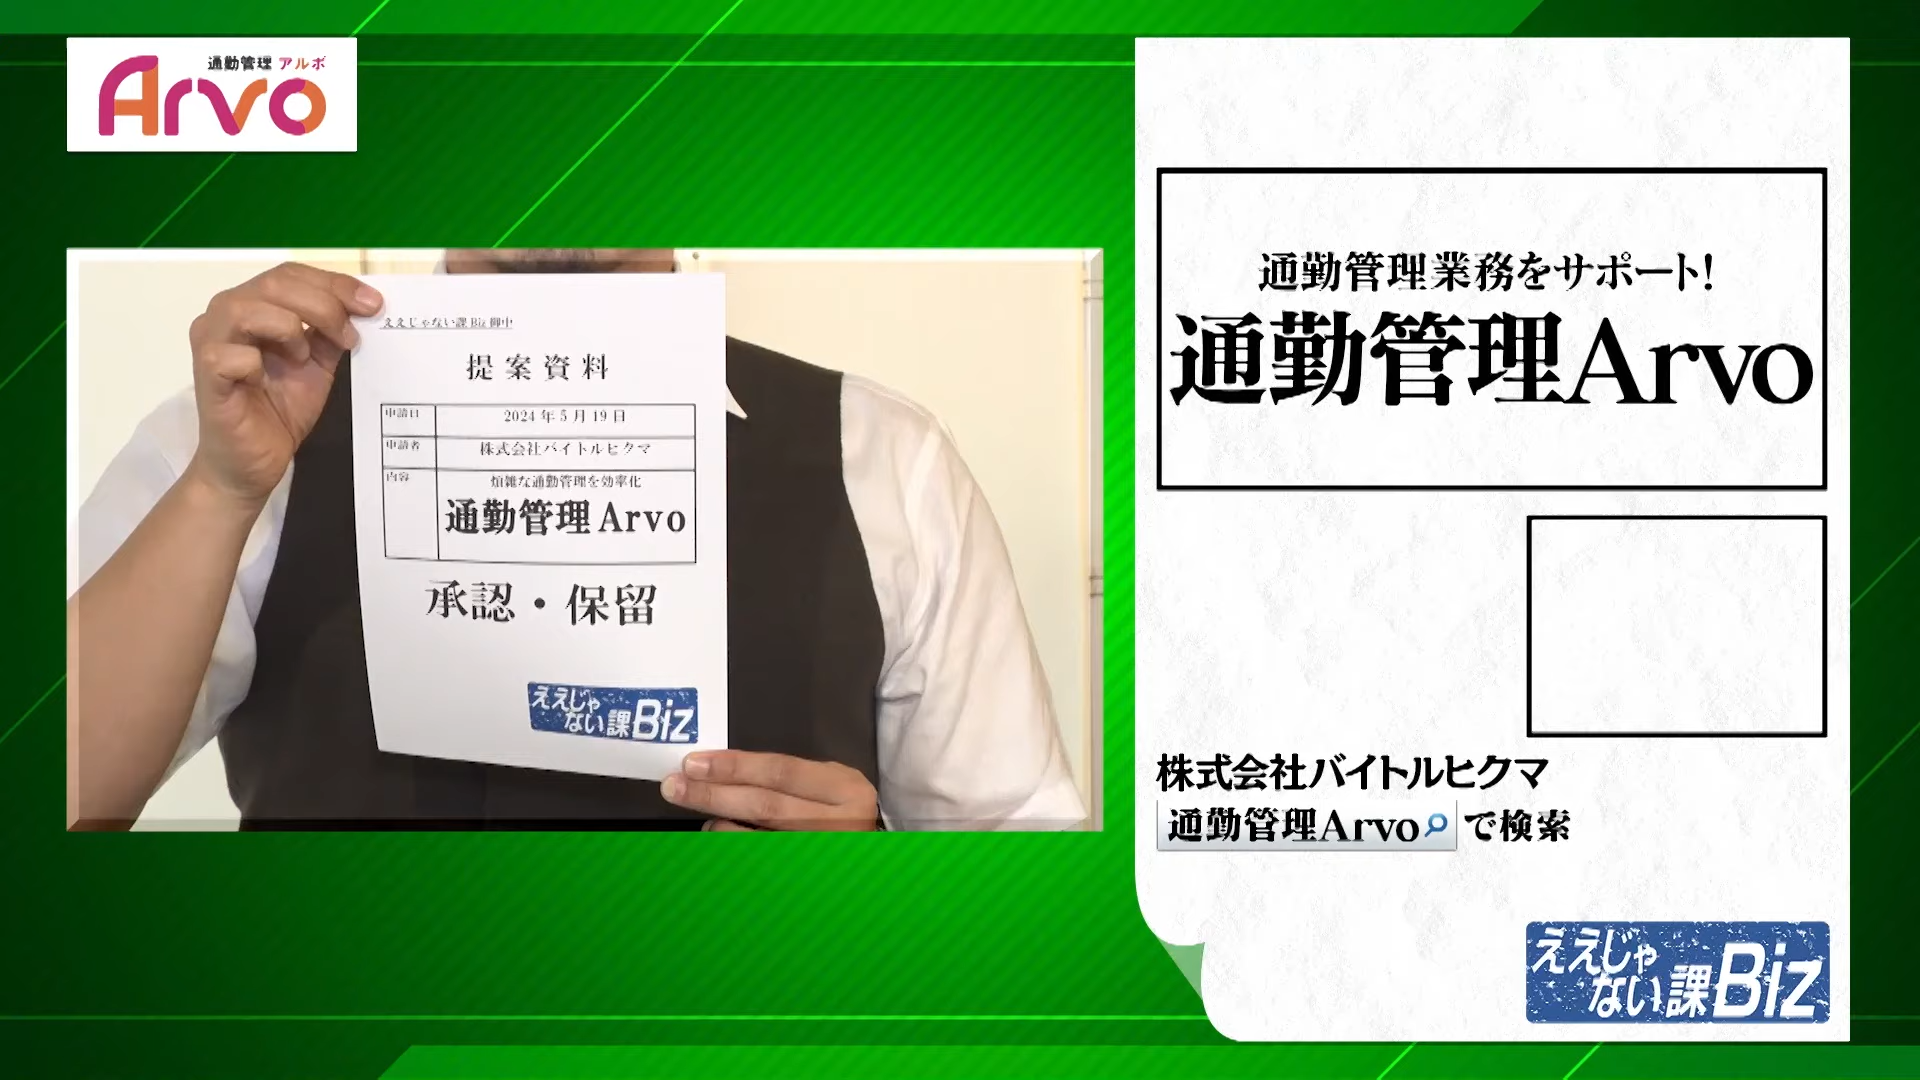 通勤管理 アルボ
Arvo
ええじゃない課Biz御中
提案資料
申請日 2024年5月19日
申請者 株式会社バイトルヒクマ
内容 煩雑な通勤管理を効率化
通勤管理Arvo
承認・保留
ええじゃ
ない課Biz
通勤管理業務をサポート!
通勤管理Arvo
株式会社バイトルヒクマ
通勤管理Arvo で検索
ええじゃ
ない課Biz